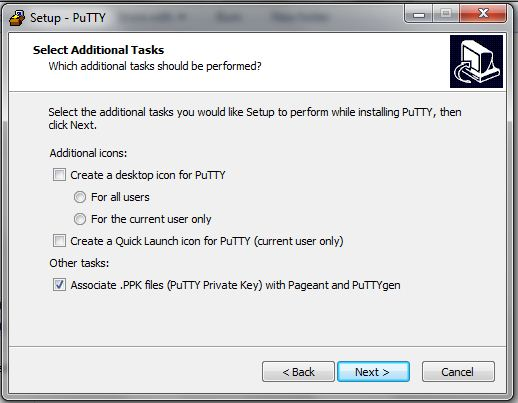 Setup - PuTTY
Select Additional Tasks
Which additional tasks should be performed?
Select the additional tasks you would like Setup to perform while installing PuTTY, then
click Next.
Additional icons:
Create a desktop icon for PuTTY
For all users
For the current user only
Create a Quick Launch icon for PuTTY (current user only)
Other tasks:
Associate .PPK files (PuTTY Private Key) with Pageant and PuTTYgen
< Back
Next >
Cancel